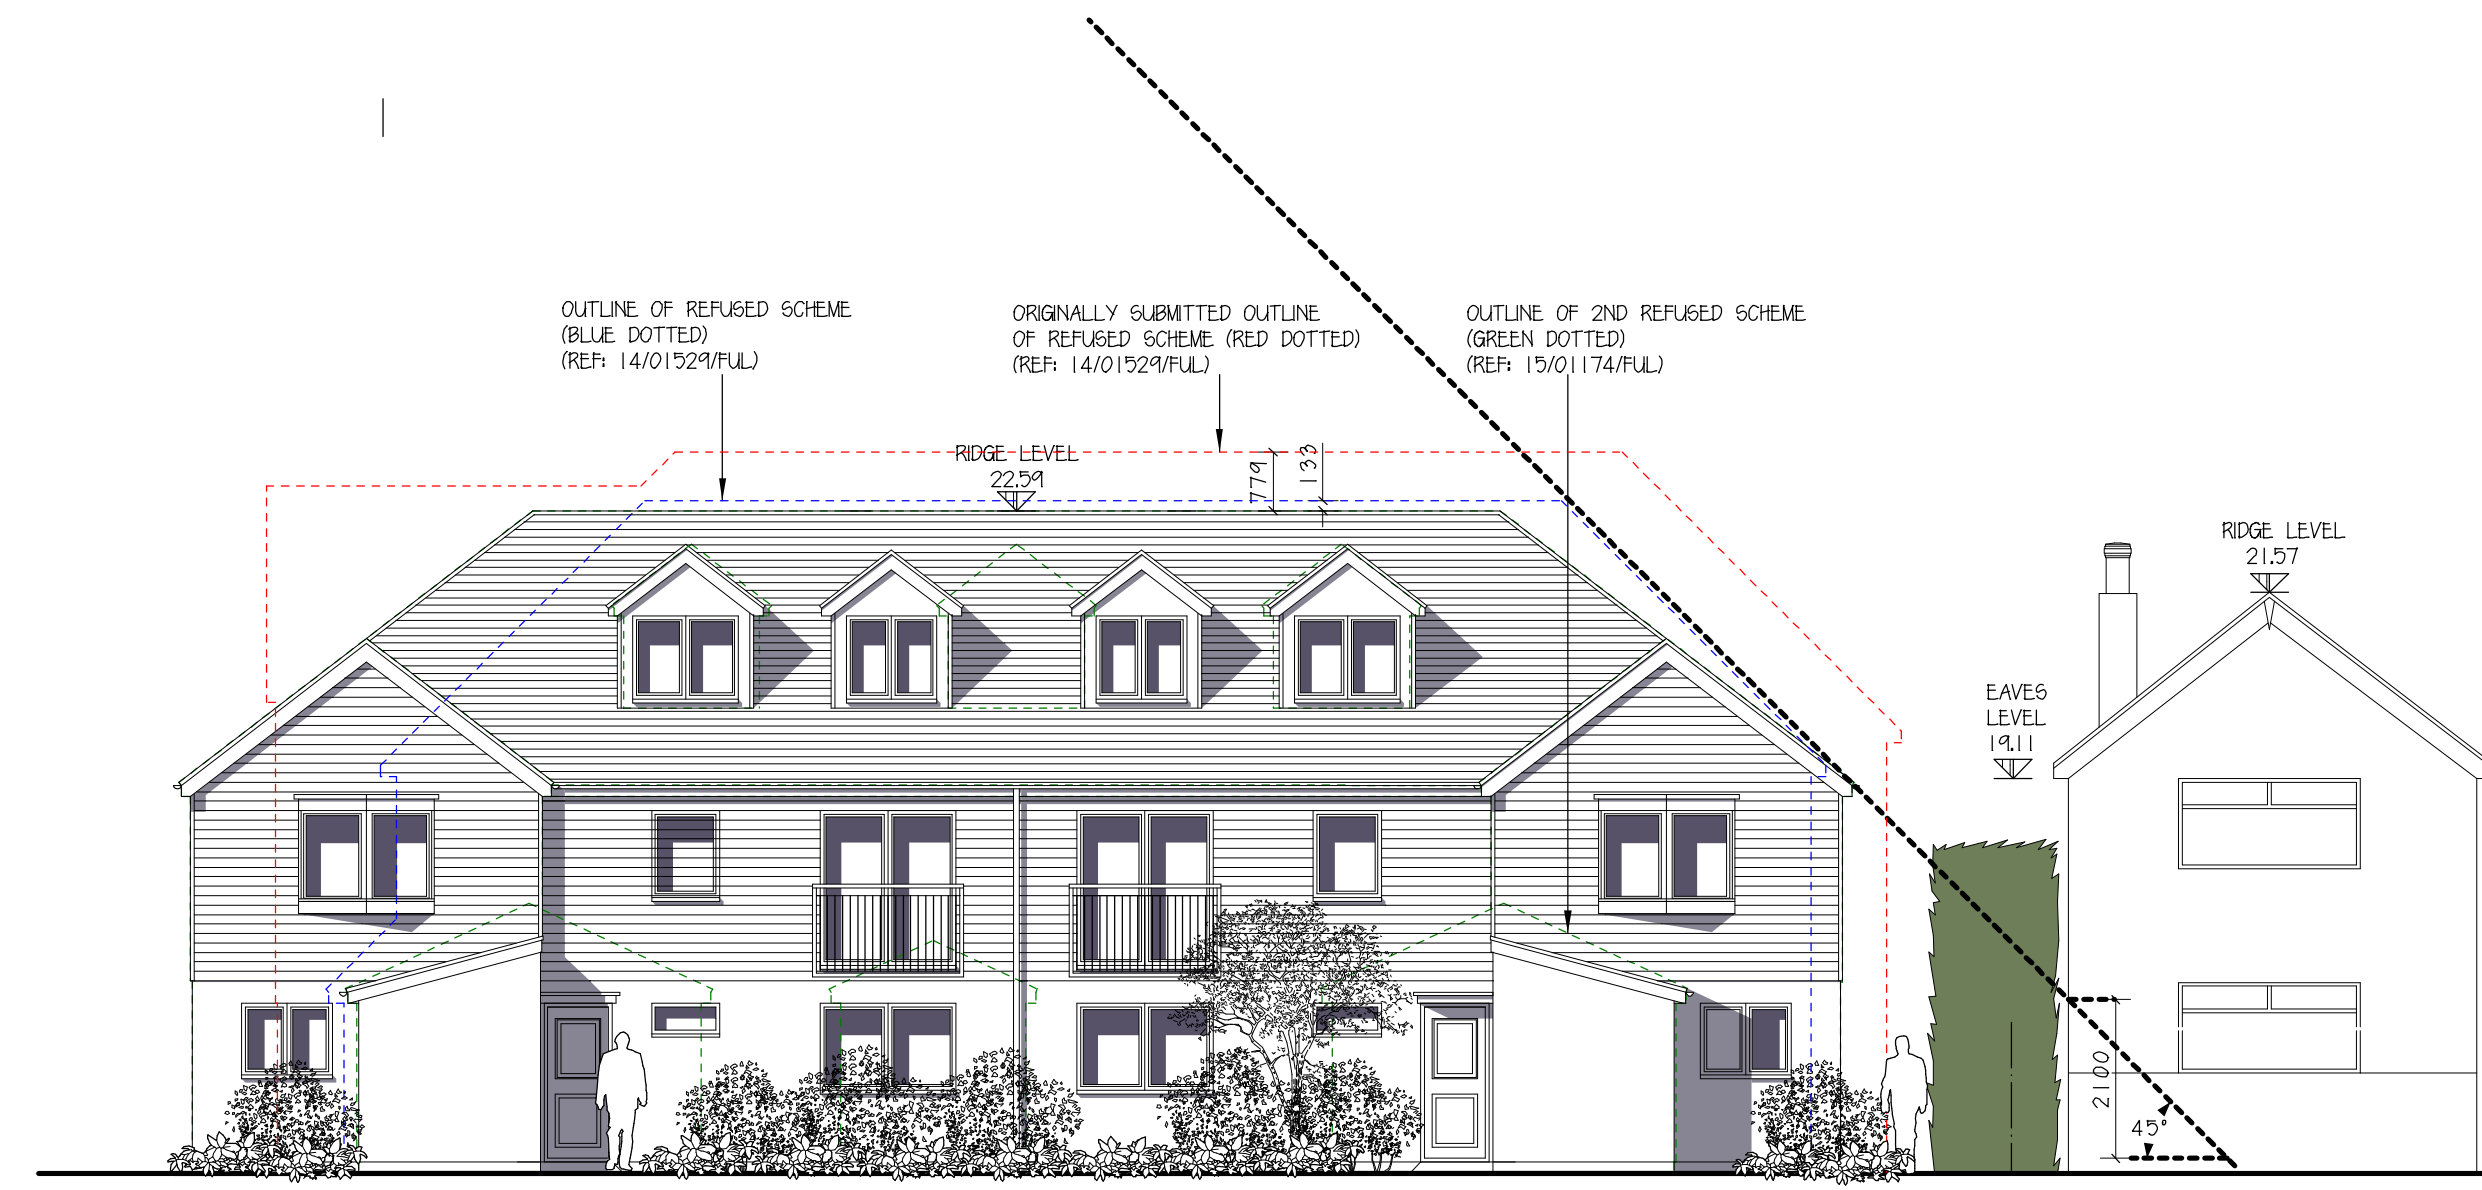 OUTLINE OF REFUSED SCHEME
(BLUE DOTTED)
(REF: 14/01529/FUL)
ORIGINALLY SUBMITTED OUTLINE
OF REFUSED SCHEME (RED DOTTED)
(REF: 14/01529/FUL)
OUTLINE OF 2ND REFUSED SCHEME
(GREEN DOTTED)
(REF: 15/01174/FUL)
RIDGE LEVEL
22.59
779
133
RIDGE LEVEL
21.57
EAVES
LEVEL
19.11
2100
45°